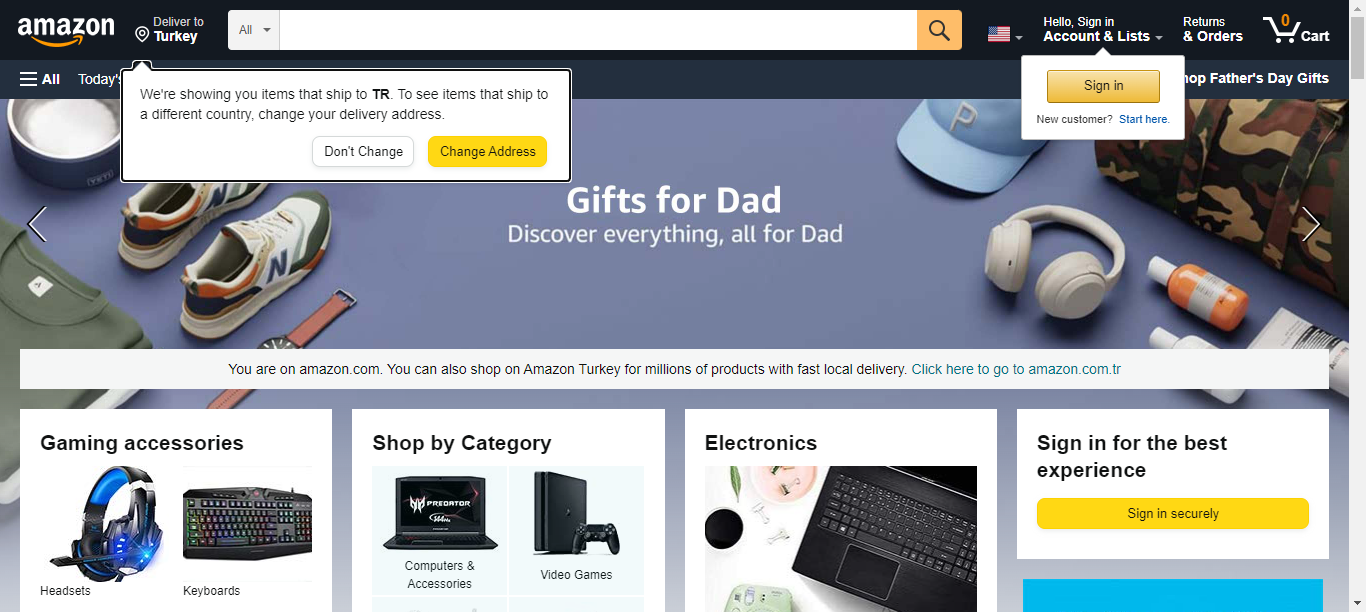 amazon
Deliver to
Turkey
All
Hello, Sign in
Account & Lists
Returns
& Orders
0
Cart
All
Today's
hop Father's Day Gifts
We're showing you items that ship to TR. To see items that ship to
a different country, change your delivery address.
Don't Change
Change Address
Sign in
New customer? Start here.
YETI
P
N
N
A
Gifts for Dad
Discover everything, all for Dad
You are on amazon.com. You can also shop on Amazon Turkey for millions of products with fast local delivery. Click here to go to amazon.com.tr
Gaming accessories
Headsets
Keyboards
Shop by Category
PREDATOR
Computers &
Accessories
Video Games
Electronics
Sign in for the best
experience
Sign in securely